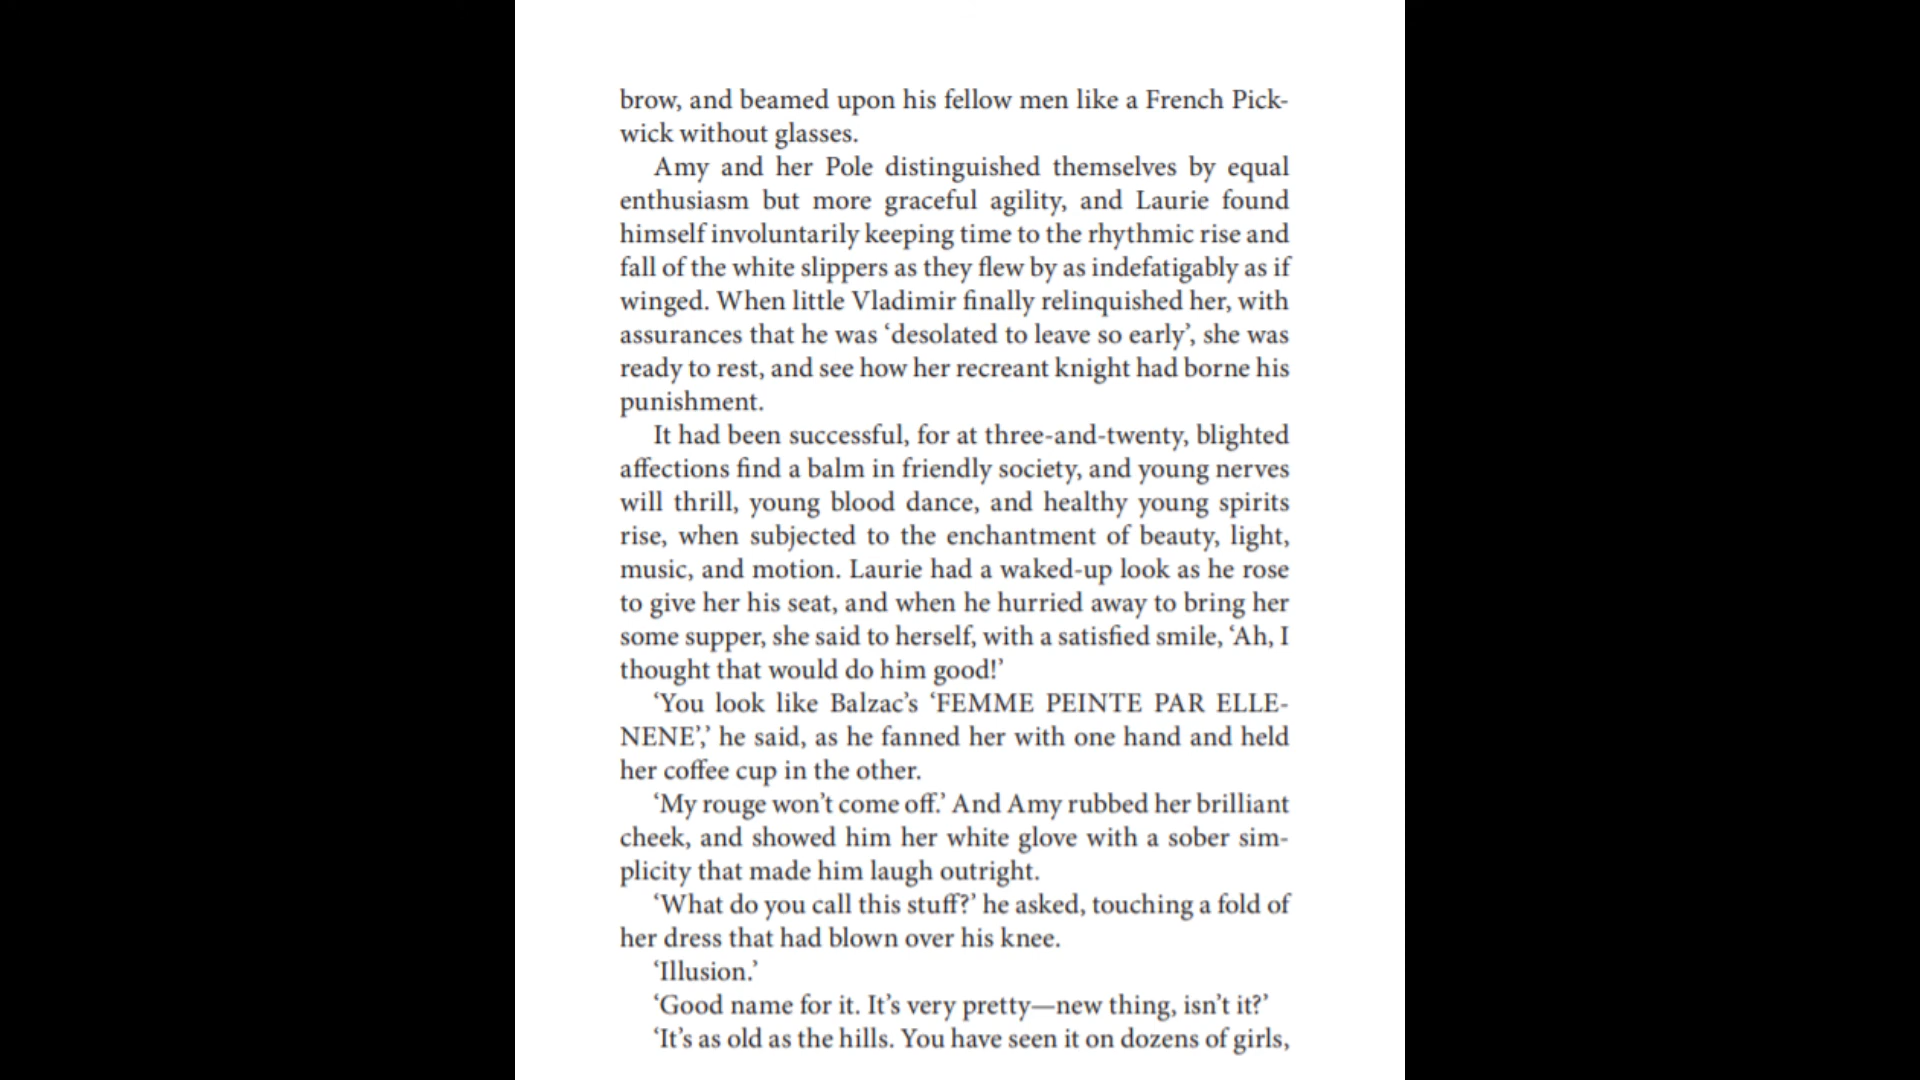 brow, and beamed upon his fellow men like a French Pick-
wick without glasses.
Amy and her Pole distinguished themselves by equal
enthusiasm but more graceful agility, and Laurie found
himself involuntarily keeping time to the rhythmic rise and
fall of the white slippers as they flew by as indefatigably as if
winged. When little Vladimir finally relinquished her, with
assurances that he was ‘desolated to leave so early’, she was
ready to rest, and see how her recreant knight had borne his
punishment.
It had been successful, for at three-and-twenty, blighted
affections find a balm in friendly society, and young nerves
will thrill, young blood dance, and healthy young spirits
rise, when subjected to the enchantment of beauty, light,
music, and motion. Laurie had a waked-up look as he rose
to give her his seat, and when he hurried away to bring her
some supper, she said to herself, with a satisfied smile, ‘Ah, I
thought that would do him good!’
‘You look like Balzac’s ‘FEMME PEINTE PAR ELLE-
NENE’,’ he said, as he fanned her with one hand and held
her coffee cup in the other.
‘My rouge won’t come off.’ And Amy rubbed her brilliant
cheek, and showed him her white glove with a sober sim-
plicity that made him laugh outright.
‘What do you call this stuff?’ he asked, touching a fold of
her dress that had blown over his knee.
‘Illusion.’
‘Good name for it. It’s very pretty—new thing, isn’t it?’
‘It’s as old as the hills. You have seen it on dozens of girls,